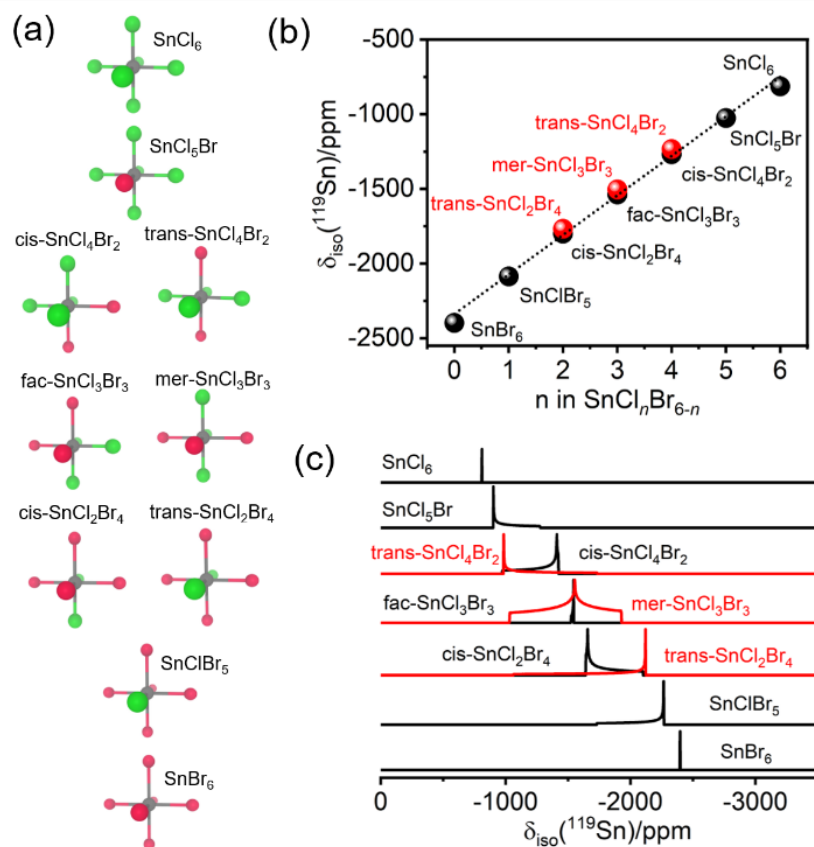 (a)
SnCl₆
SnCl₅Br
cis-SnCl₄Br₂ trans-SnCl₄Br₂
fac-SnCl₃Br₃ mer-SnCl₃Br₃
cis-SnCl₂Br₄ trans-SnCl₂Br₄
SnClBr₅
SnBr₆
(b)
-500
-1000
-1500
-2000
-2500
δiso(¹¹⁹Sn)/ppm
SnCl₆
trans-SnCl₄Br₂
SnCl₅Br
mer-SnCl₃Br₃
cis-SnCl₄Br₂
trans-SnCl₂Br₄
fac-SnCl₃Br₃
cis-SnCl₂Br₄
SnClBr₅
SnBr₆
0 1 2 3 4 5 6
n in SnClₙBr₆₋ₙ
(c)
SnCl₆
SnCl₅Br
trans-SnCl₄Br₂ cis-SnCl₄Br₂
fac-SnCl₃Br₃ mer-SnCl₃Br₃
cis-SnCl₂Br₄ trans-SnCl₂Br₄
SnClBr₅
SnBr₆
0 -1000 -2000 -3000
δiso(¹¹⁹Sn)/ppm